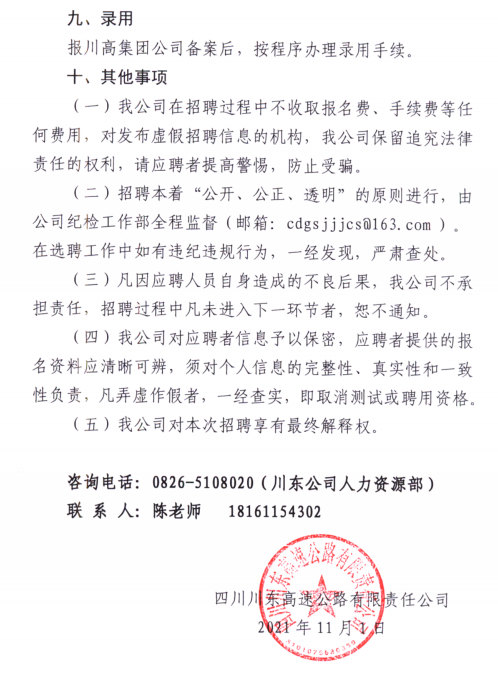 九、录用
报川高集团公司备案后，按程序办理录用手续。
十、其他事项
（一）我公司在招聘过程中不收取报名费、手续费等任
何费用，对发布虚假招聘信息的机构，我公司保留追究法律
责任的权利，请应聘者提高警惕，防止受骗。
（二）招聘本着“公开、公正、透明”的原则进行，由
公司纪检工作部全程监督（邮箱：cdgsjjjcs@163.com）。
在选聘工作中如有违纪违规行为，一经发现，严肃查处。
（三）凡因应聘人员自身造成的不良后果，我公司不承
担责任，招聘过程中凡未进入下一环节者，恕不通知。
（四）我公司对应聘者信息予以保密，应聘者提供的报
名资料应清晰可辨，须对个人信息的完整性、真实性和一致
性负责，凡弄虚作假者，一经查实，即取消测试或聘用资格。
（五）我公司对本次招聘享有最终解释权。
咨询电话：0826-5108020（川东公司人力资源部）
联 系 人：陈老师 18161154302
四川川东高速公路有限责任公司
2021 年 11 月 1 日
四川川东高速公路有限责任公司